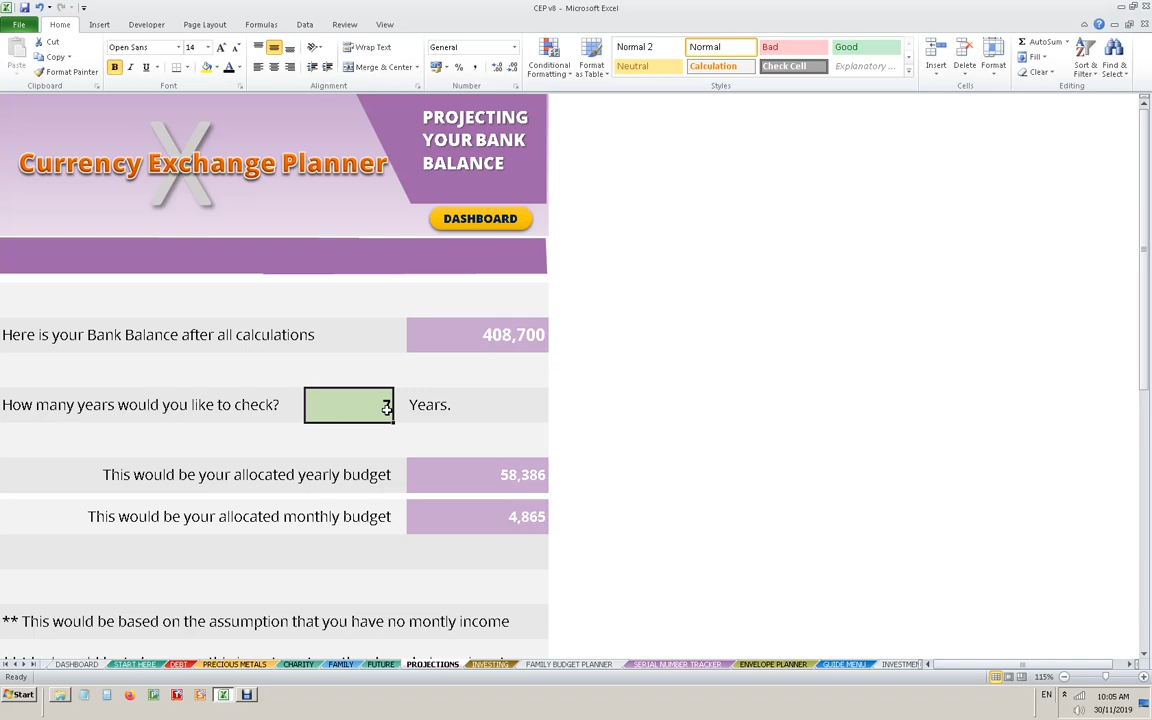 CEP v8 - Microsoft Excel
File Home Insert Developer Page Layout Formulas Data Review View
Paste
Cut
Copy
Format Painter
Open Sans 14
B I U
Wrap Text
Merge & Center
General
Conditional Formatting
Format as Table
Normal 2 Normal Bad Good
Neutral Calculation Check Cell Explanatory ...
Insert Delete Format
AutoSum
Fill
Clear
Sort & Filter
Find & Select
Clipboard Font Alignment Number Styles Cells Editing
Currency Exchange Planner
X
PROJECTING
YOUR BANK
BALANCE
DASHBOARD
Here is your Bank Balance after all calculations 408,700
How many years would you like to check? 7 Years.
This would be your allocated yearly budget 58,386
This would be your allocated monthly budget 4,865
** This would be based on the assumption that you have no montly income
DASHBOARD START HERE DEBT PRECIOUS METALS CHARITY FAMILY FUTURE PROJECTIONS INVESTING FAMILY BUDGET PLANNER SERIAL NUMBER TRACKER ENVELOPE PLANNER GUIDE MENU INVESTMEN
Ready 115%
Start EN 10:05 AM
30/11/2019